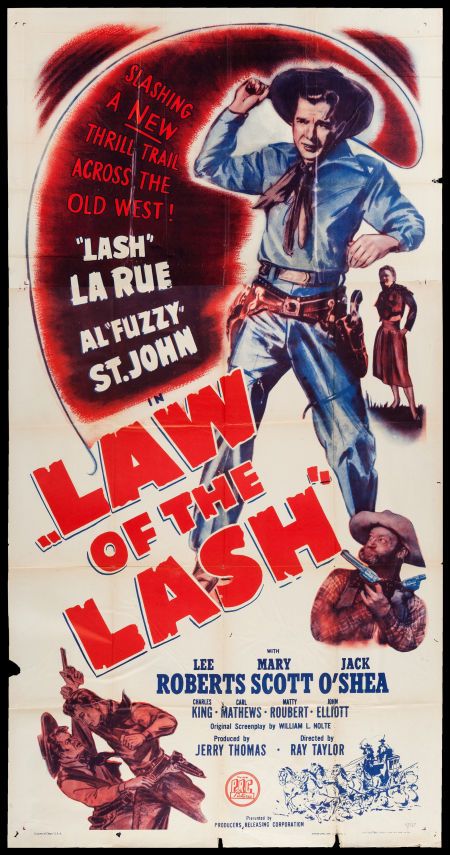 SLASHING
A NEW
THRILL TRAIL
ACROSS THE
OLD WEST!
"LASH"
LA RUE
AL "FUZZY"
ST. JOHN
IN
"LAW
OF THE
LASH"
WITH
LEE ROBERTS
MARY SCOTT
JACK O'SHEA
CHARLES KING · CARL MATHEWS · MATTY ROUBERT · JOHN ELLIOTT
Original Screenplay by WILLIAM L. NOLTE
Produced by
JERRY THOMAS
Directed by
RAY TAYLOR
PRC
PICTURES
Presented by
PRODUCERS RELEASING CORPORATION